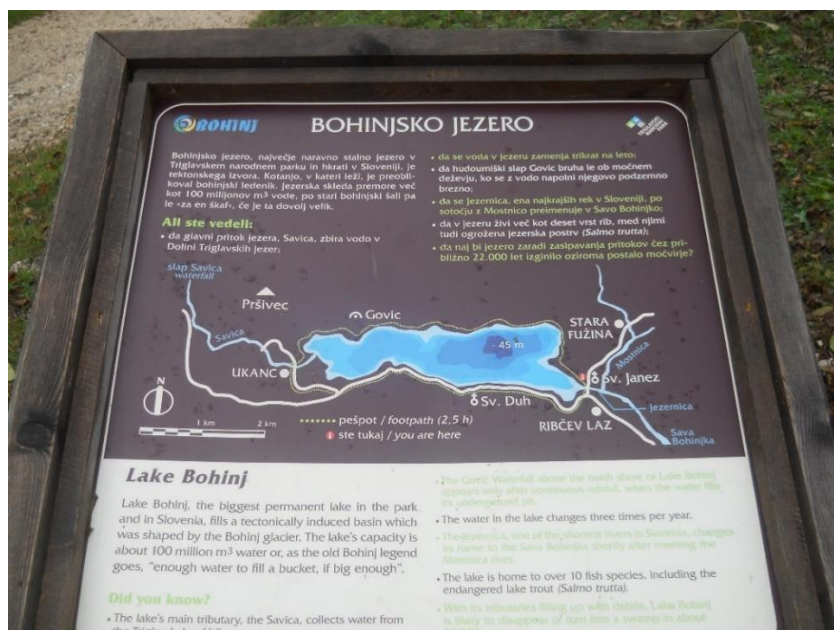 BOHINJ
BOHINJSKO JEZERO
TRIGLAVSKI
NARODNI
PARK
Bohinjsko jezero, največje naravno stalno jezero v
Triglavskem narodnem parku in hkrati v Sloveniji, je
tektonskega izvora. Kotanjo, v kateri leži, je preobli-
koval bohinjski ledenik. Jezerska skleda premore več
kot 100 milijonov m³ vode, po stari bohinjski šali pa
le »za en škaf«, če je ta dovolj velik.
Ali ste vedeli:
• da glavni pritok jezera, Savica, zbira vodo v
Dolini Triglavskih jezer;
• da se voda v jezeru zamenja trikrat na leto;
• da hudourniški slap Govic bruha le ob močnem
deževju, ko se z vodo napolni njegovo podzemno
brezno;
• da se Jezernica, ena najkrajših rek v Sloveniji, po
sotočju z Mostnico preimenuje v Savo Bohinjko;
• da v jezeru živi več kot deset vrst rib, med njimi
tudi ogrožena jezerska postrv (Salmo trutta);
• da naj bi jezero zaradi zasipavanja pritokov čez pri-
bližno 22.000 let izginilo oziroma postalo močvirje?
slap Savica
waterfall
Pršivec
Govic
Savica
- 45 m
STARA
FUŽINA
Mostnica
UKANC
Sv. Janez
Sv. Duh
Jezernica
RIBČEV LAZ
Sava
Bohinjka
N
1 km
2 km
pešpot / footpath (2,5 h)
i ste tukaj / you are here
Lake Bohinj
Lake Bohinj, the biggest permanent lake in the park
and in Slovenia, fills a tectonically induced basin which
was shaped by the Bohinj glacier. The lake's capacity is
about 100 million m³ water or, as the old Bohinj legend
goes, "enough water to fill a bucket, if big enough".
Did you know?
• The lake's main tributary, the Savica, collects water from
• The Govic Waterfall above the north shore of Lake Bohinj
appears only after continuous rainfall, when the water fills
its underground pit.
• The water in the lake changes three times per year.
• The Jezernica, one of the shortest rivers in Slovenia, changes
its name to the Sava Bohinjka shortly after meeting the
Mostnica river.
• The lake is home to over 10 fish species, including the
endangered lake trout (Salmo trutta).
• With its tributaries filling up with debris, Lake Bohinj
is likely to disappear or turn into a swamp in about